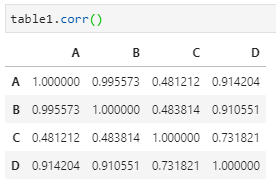 table1.corr()
A B C D
A 1.000000 0.995573 0.481212 0.914204
B 0.995573 1.000000 0.483814 0.910551
C 0.481212 0.483814 1.000000 0.731821
D 0.914204 0.910551 0.731821 1.000000